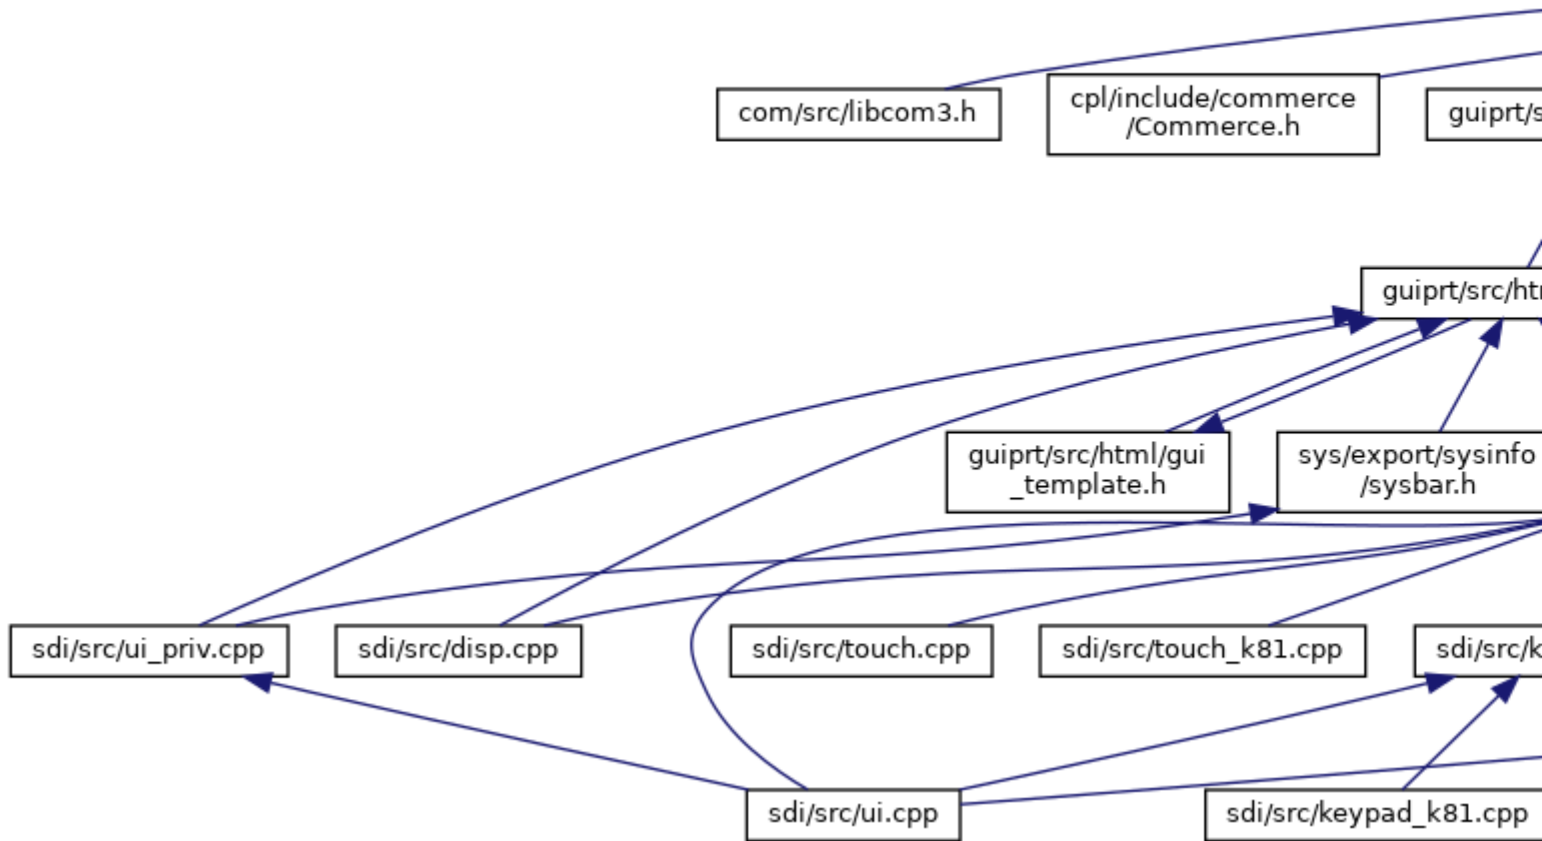 com/src/libcom3.h
cpl/include/commerce
/Commerce.h
guiprt/s
guiprt/src/htm
guiprt/src/html/gui
_template.h
sys/export/sysinfo
/sysbar.h
sdi/src/ui_priv.cpp
sdi/src/disp.cpp
sdi/src/touch.cpp
sdi/src/touch_k81.cpp
sdi/src/k
sdi/src/ui.cpp
sdi/src/keypad_k81.cpp